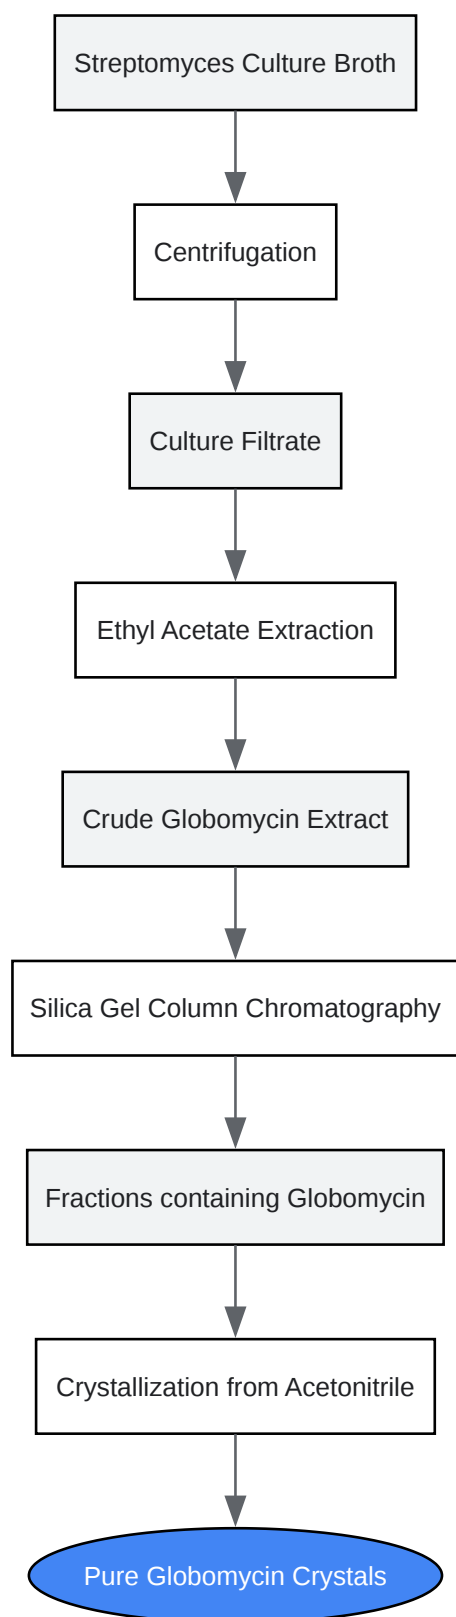 Streptomyces Culture Broth
Centrifugation
Culture Filtrate
Ethyl Acetate Extraction
Crude Globomycin Extract
Silica Gel Column Chromatography
Fractions containing Globomycin
Crystallization from Acetonitrile
Pure Globomycin Crystals